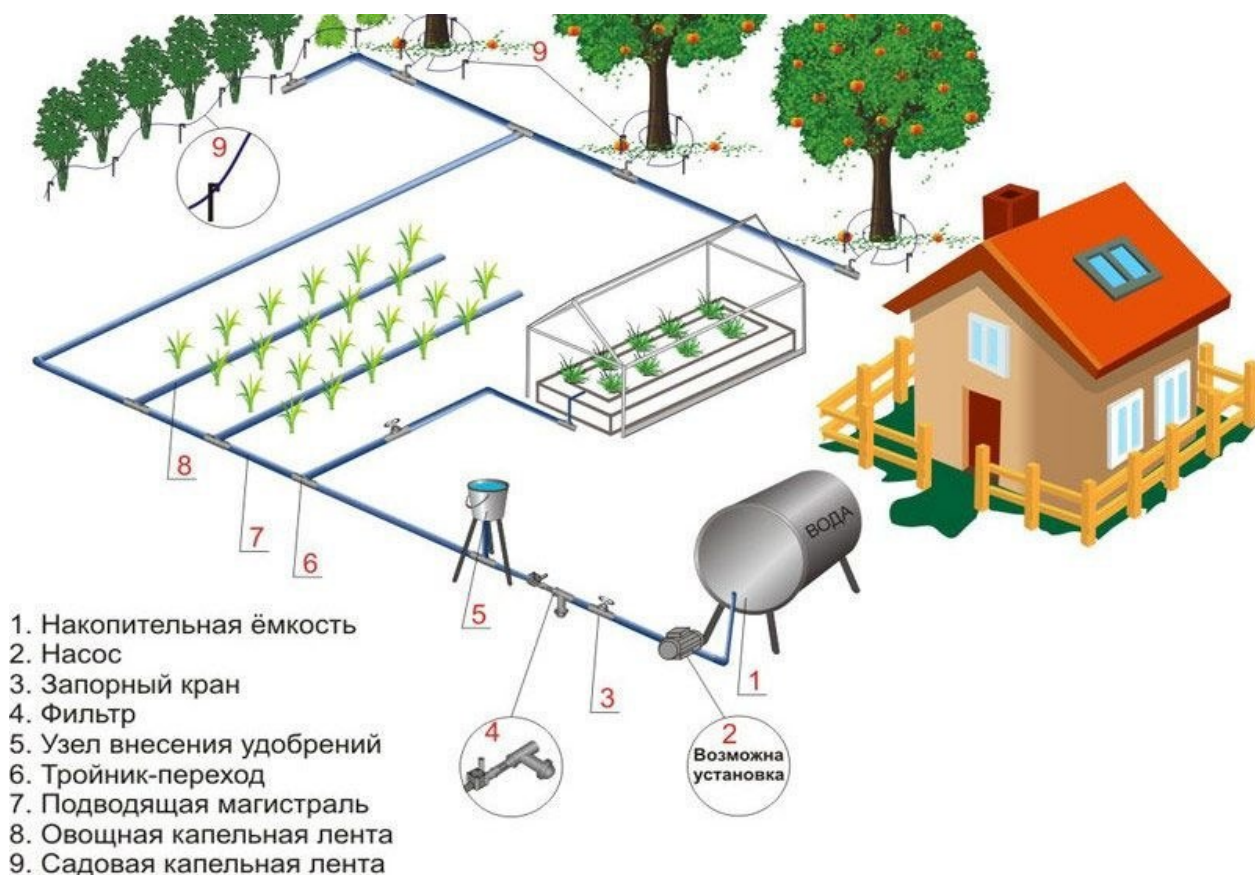 9
9
ВОДА
8
7
6
5
4
3
2
Возможна
установка
1
1. Накопительная ёмкость
2. Насос
3. Запорный кран
4. Фильтр
5. Узел внесения удобрений
6. Тройник-переход
7. Подводящая магистраль
8. Овощная капельная лента
9. Садовая капельная лента